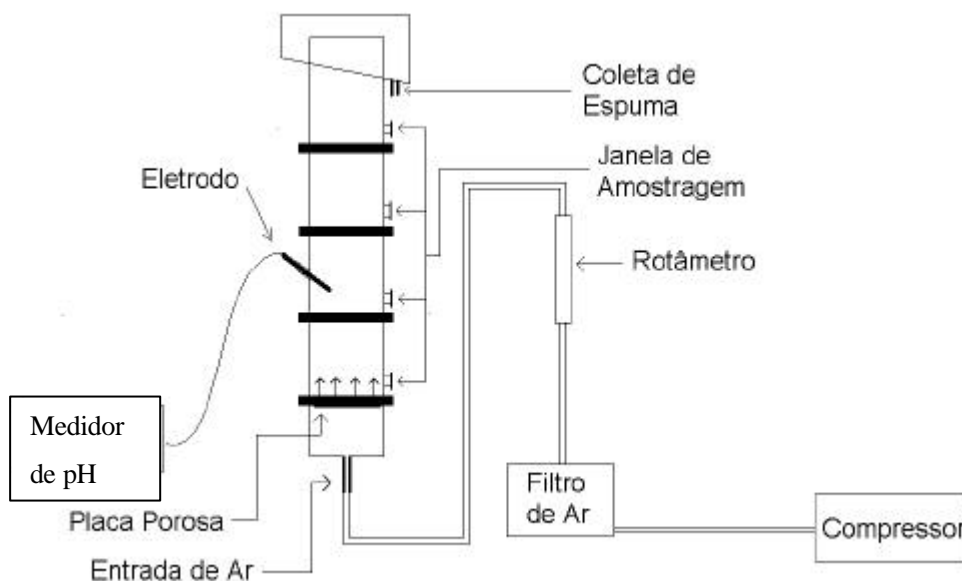 Coleta de
Espuma
Janela de
Amostragem
Eletrodo
Rotâmetro
Medidor
de pH
Filtro
de Ar
Compressor
Placa Porosa
Entrada de Ar